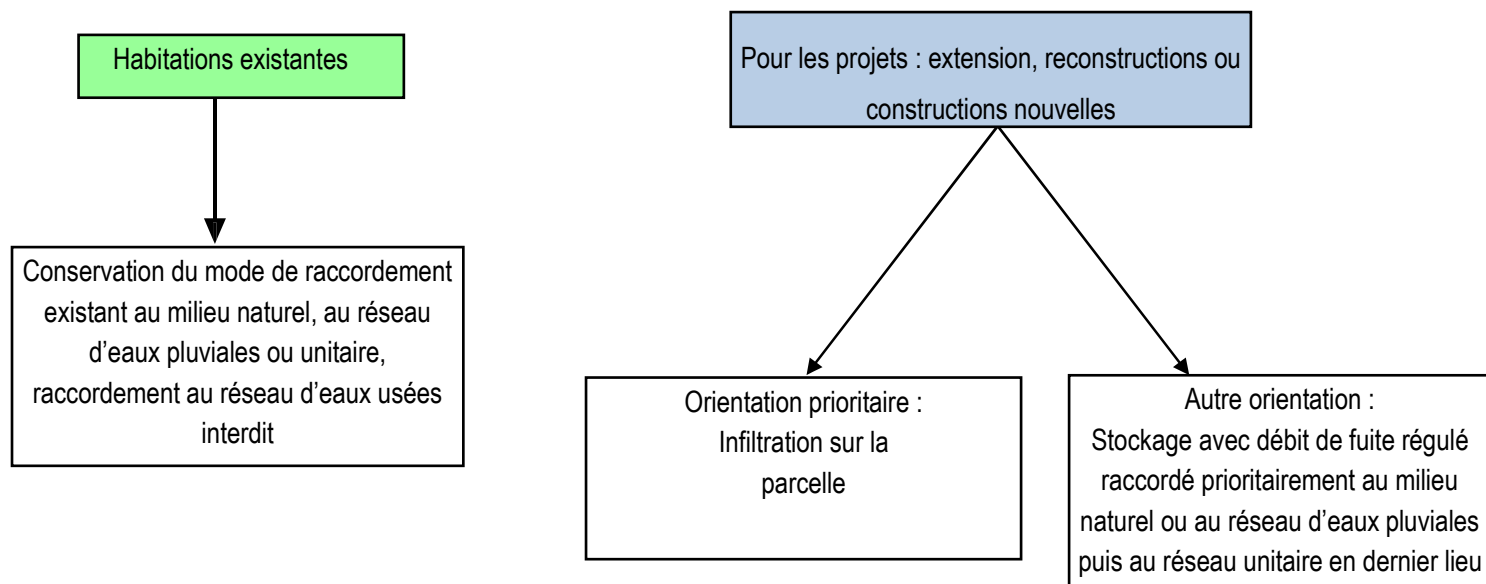 Habitations existantes
Conservation du mode de raccordement
existant au milieu naturel, au réseau
d’eaux pluviales ou unitaire,
raccordement au réseau d’eaux usées
interdit
Pour les projets : extension, reconstructions ou
constructions nouvelles
Orientation prioritaire :
Infiltration sur la
parcelle
Autre orientation :
Stockage avec débit de fuite régulé
raccordé prioritairement au milieu
naturel ou au réseau d’eaux pluviales
puis au réseau unitaire en dernier lieu